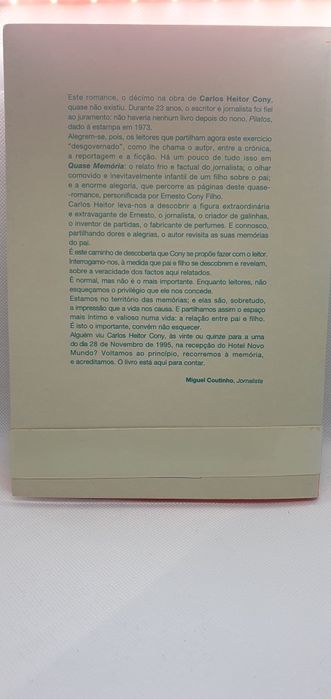 Este romance, o décimo na obra de Carlos Heitor Cony,
quase não existiu. Durante 23 anos, o escritor e jornalista foi fiel
ao juramento: não haveria nenhum livro depois do nono, Pilatos,
dado à estampa em 1973.
Alegrem-se, pois, os leitores que partilham agora este exercício
"desgovernado", como lhe chama o autor, entre a crónica,
a reportagem e a ficção. Há um pouco de tudo isso em
Quase Memória: o relato frio e factual do jornalista; o olhar
comovido e inevitavelmente infantil de um filho sobre o pai;
e a enorme alegoria, que percorre as páginas deste quase-
-romance, personificada por Ernesto Cony Filho.
Carlos Heitor leva-nos a descobrir a figura extraordinária
e extravagante de Ernesto, o jornalista, o criador de galinhas,
o inventor de partidas, o fabricante de perfumes. E connosco,
partilhando dores e alegrias, o autor revisita as suas memórias
do pai.
É este caminho de descoberta que Cony se propõe fazer com o leitor.
Interrogamo-nos, à medida que pai e filho se descobrem e revelam,
sobre a veracidade dos factos aqui relatados.
É normal, mas não é o mais importante. Enquanto leitores, não
esqueçamos o privilégio que ele nos concede.
Estamos no território das memórias; e elas são, sobretudo,
a impressão que a vida nos causa. E partilhamos assim o espaço
mais íntimo e valioso numa vida: a relação entre pai e filho.
E isto o importante, convém não esquecer.
Alguém viu Carlos Heitor Cony, às vinte ou quinze para a uma
do dia 28 de Novembro de 1995, na recepção do Hotel Novo
Mundo? Voltamos ao princípio, recorremos à memória,
e acreditamos. O livro está aqui para contar.
Miguel Coutinho, Jornalista